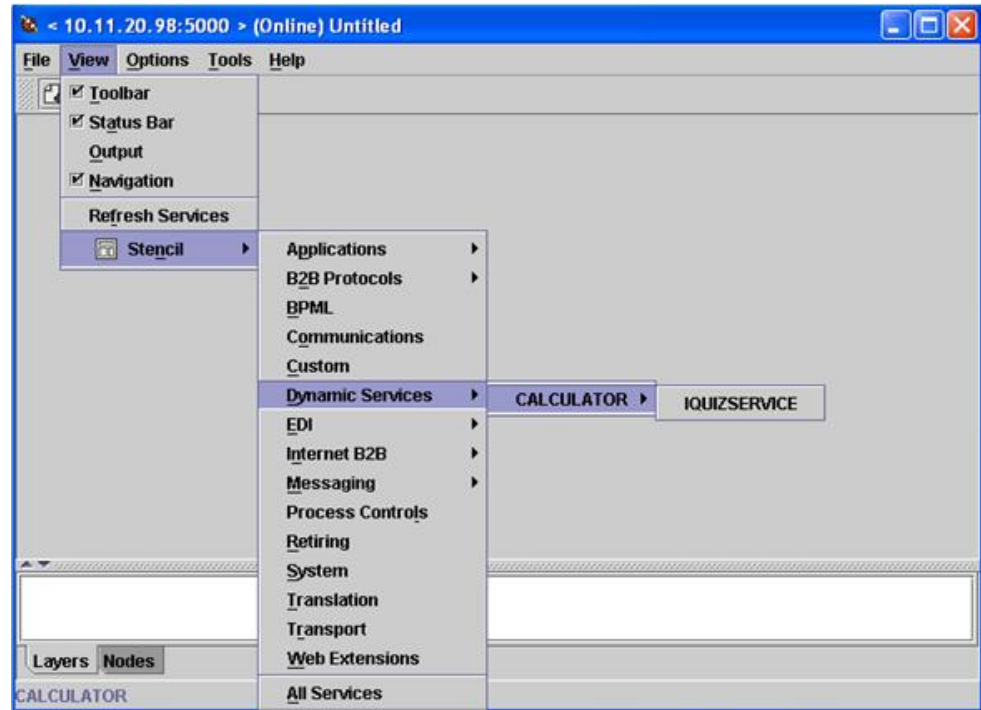 < 10.11.20.98:5000 > (Online) Untitled
File View Options Tools Help
Toolbar
Status Bar
Output
Navigation
Refresh Services
Stencil
Applications
B2B Protocols
BPML
Communications
Custom
Dynamic Services
CALCULATOR
IQUIZSERVICE
EDI
Internet B2B
Messaging
Process Controls
Retiring
System
Translation
Transport
Web Extensions
All Services
Layers Nodes
CALCULATOR